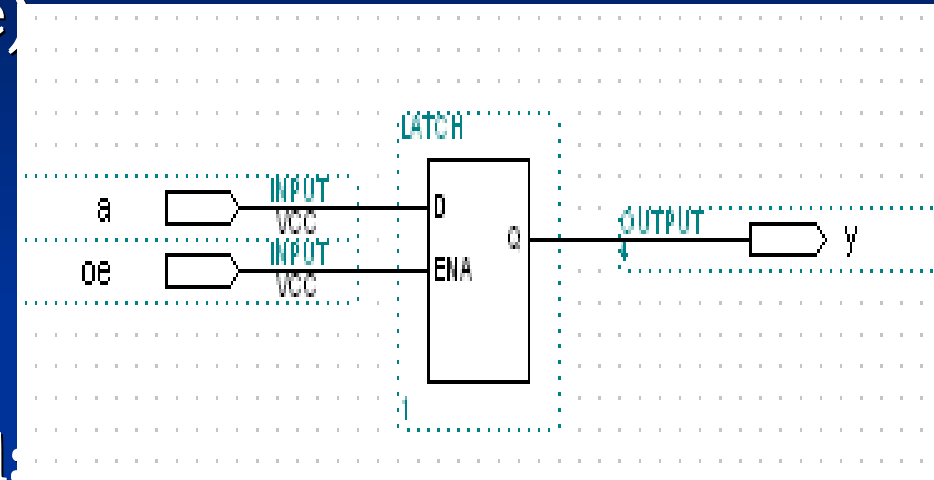 e)
LATCH
a INPUT
VCC
D
oe INPUT
VCC
ENA
Q
OUTPUT
y
1